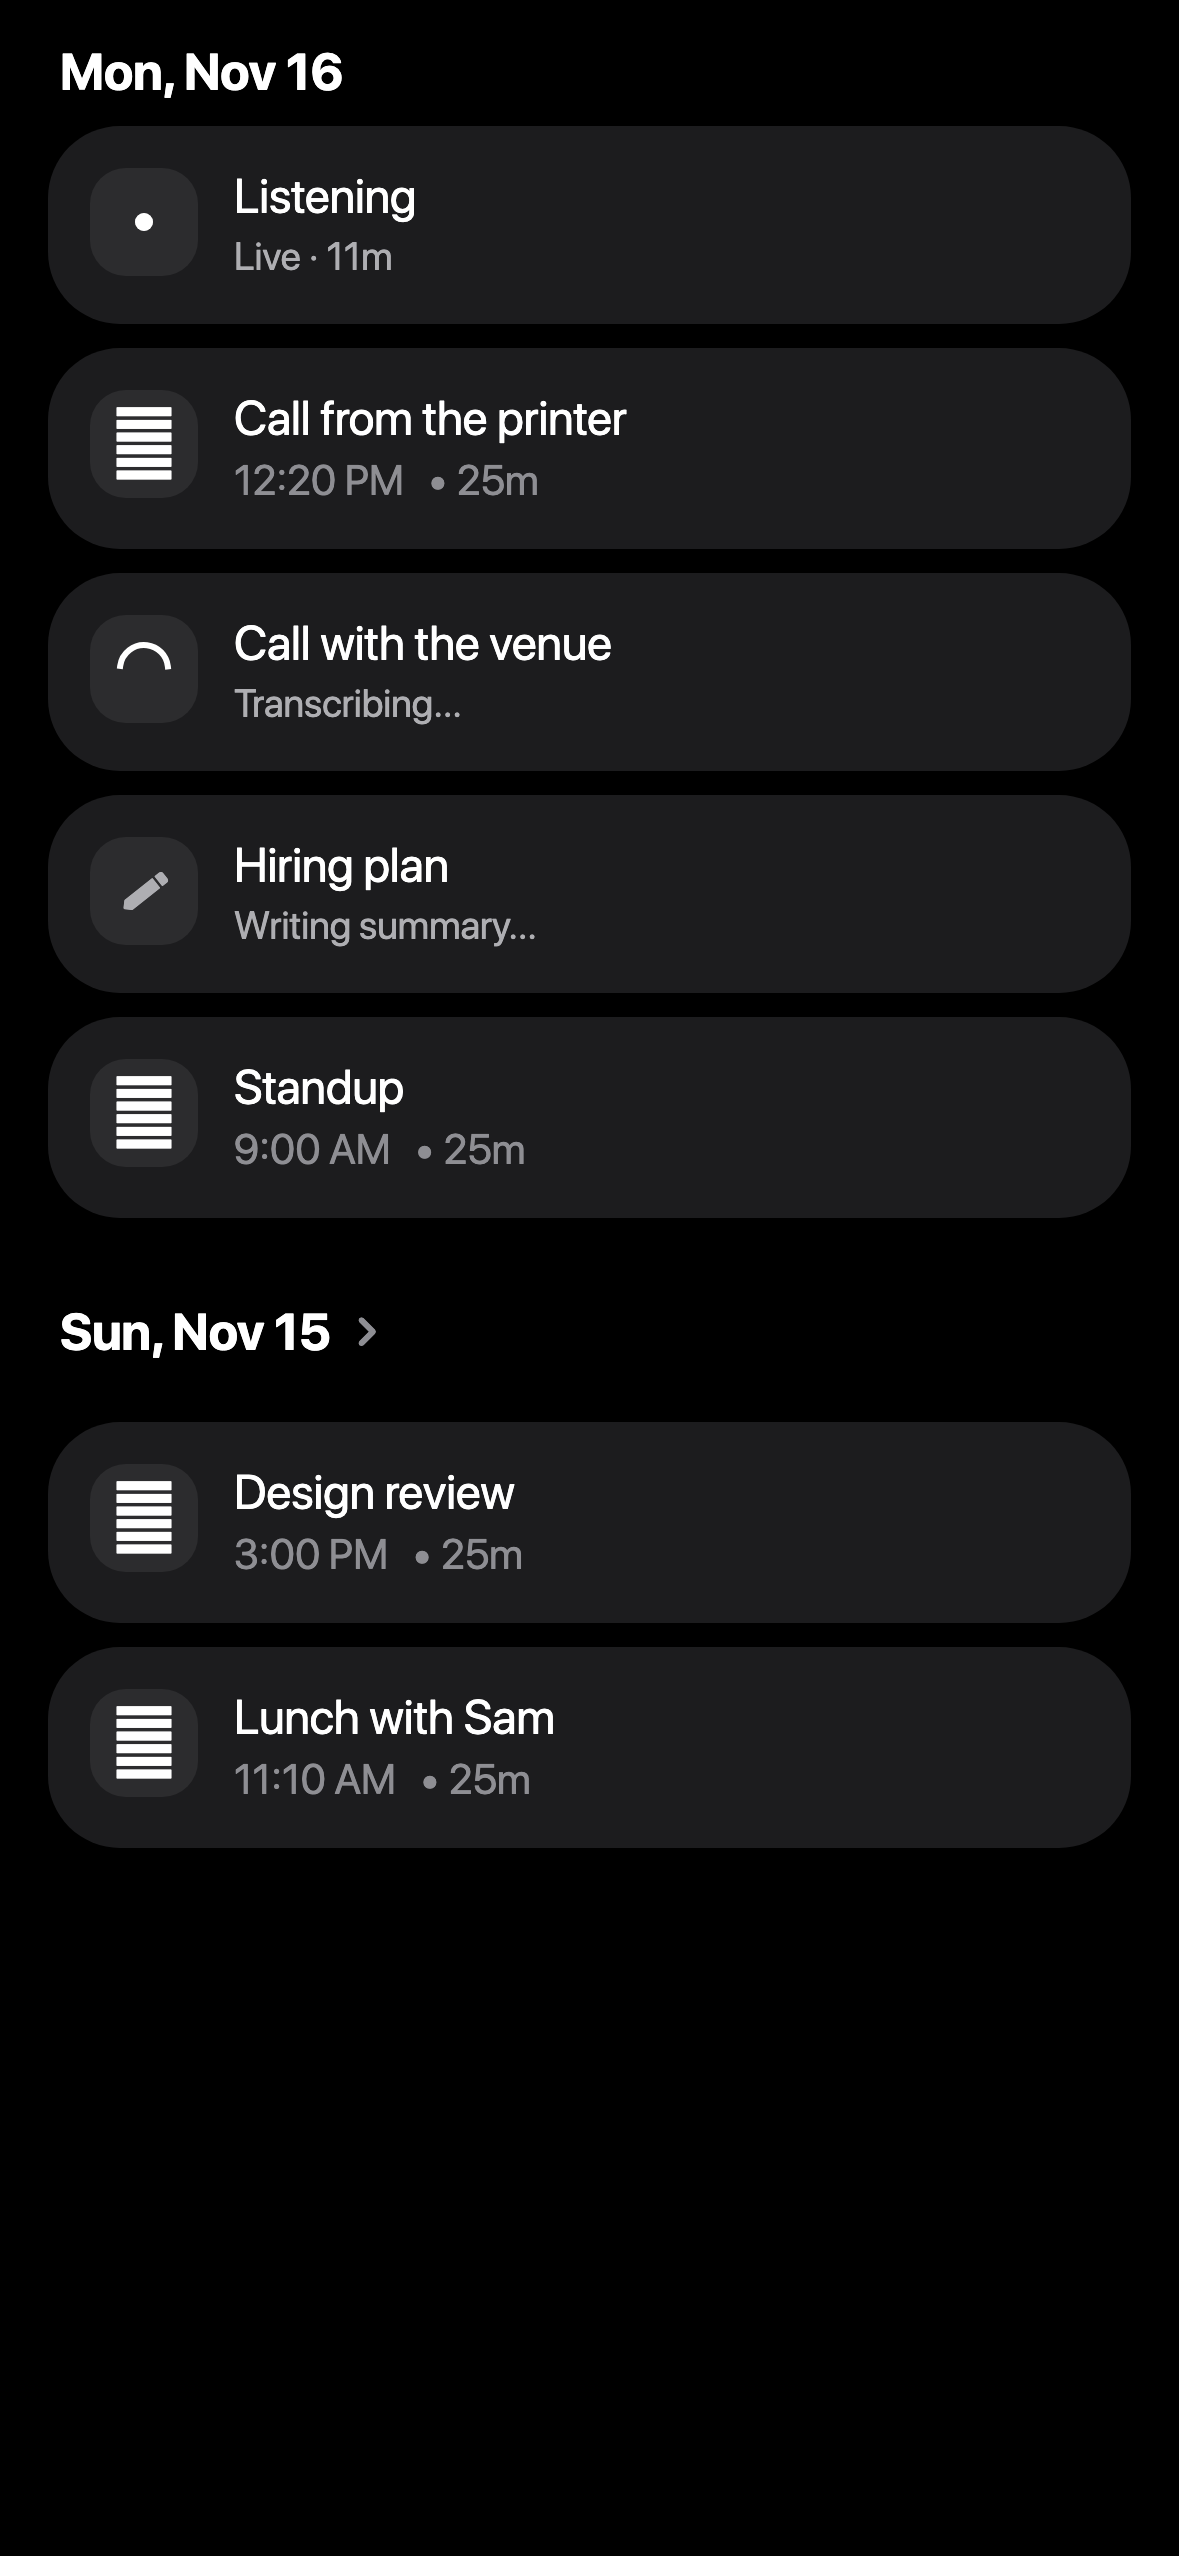 Mon, Nov 16
Listening
Live · 11m
Call from the printer
12:20 PM • 25m
Call with the venue
Transcribing...
Hiring plan
Writing summary...
Standup
9:00 AM • 25m
Sun, Nov 15
Design review
3:00 PM • 25m
Lunch with Sam
11:10 AM • 25m